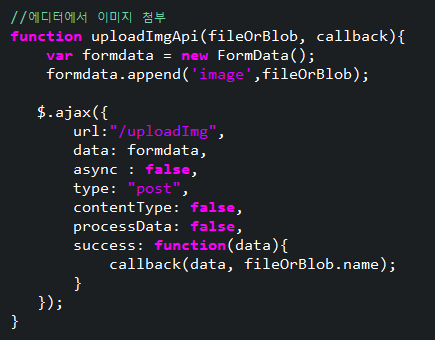 //에디터에서 이미지 첨부
function uploadImgApi(fileOrBlob, callback){
    var formdata = new FormData();
    formdata.append('image',fileOrBlob);

   $.ajax({
       url:"/uploadImg",
       data: formdata,
       async : false,
       type: "post",
       contentType: false,
       processData: false,
       success: function(data){
           callback(data, fileOrBlob.name);
       }
   });
}